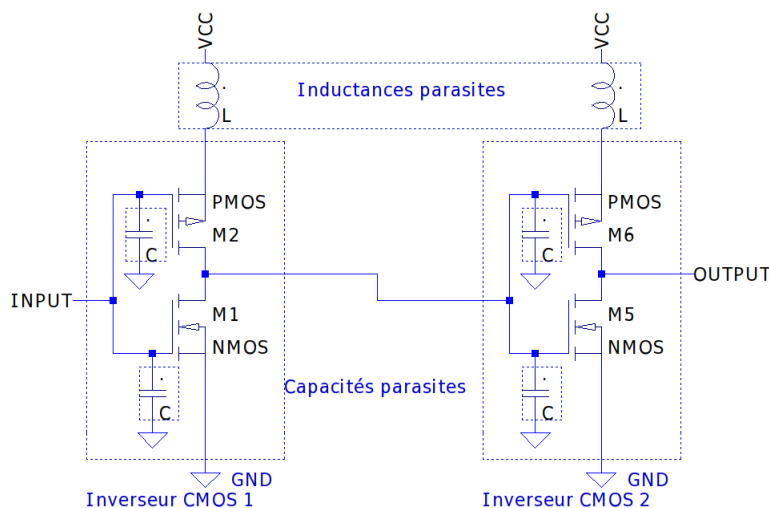 VCC
VCC
Inductances parasites
L
L
PMOS
PMOS
M2
M6
C
C
INPUT
OUTPUT
M1
M5
NMOS
NMOS
Capacités parasites
C
C
GND
GND
Inverseur CMOS 1
Inverseur CMOS 2